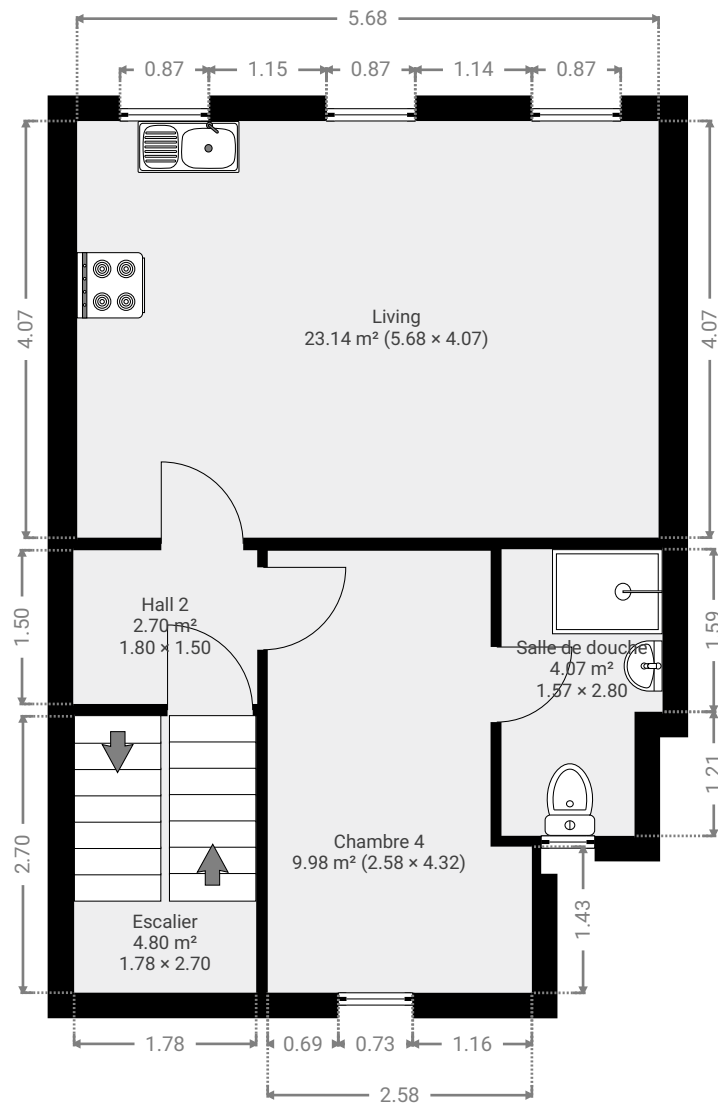 5.68
0.87
1.15
0.87
1.14
0.87
4.07
4.07
Living
23.14 m² (5.68 × 4.07)
Hall 2
2.70 m²
1.80 × 1.50
1.50
1.59
Salle de douche
4.07 m²
1.57 × 2.80
1.21
2.70
Chambre 4
9.98 m² (2.58 × 4.32)
1.43
Escalier
4.80 m²
1.78 × 2.70
1.78
0.69
0.73
1.16
2.58